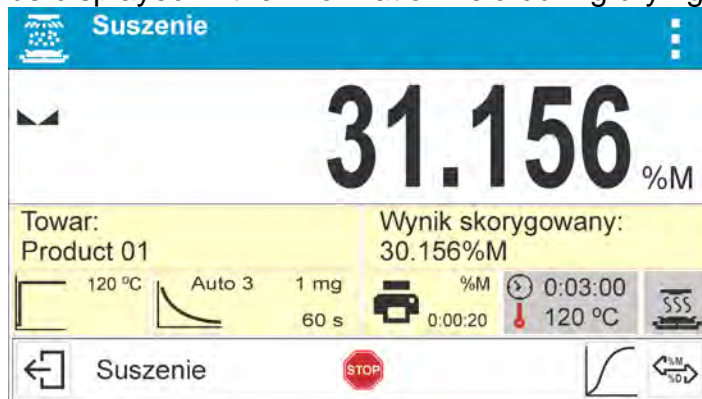 Suszenie
31.156 %M
Towar:
Product 01
Wynik skorygowany:
30.156%M
120 ºC
Auto 3 1 mg
60 s
%M
0:00:20
0:03:00
120 ºC
Suszenie
STOP
%M
%D